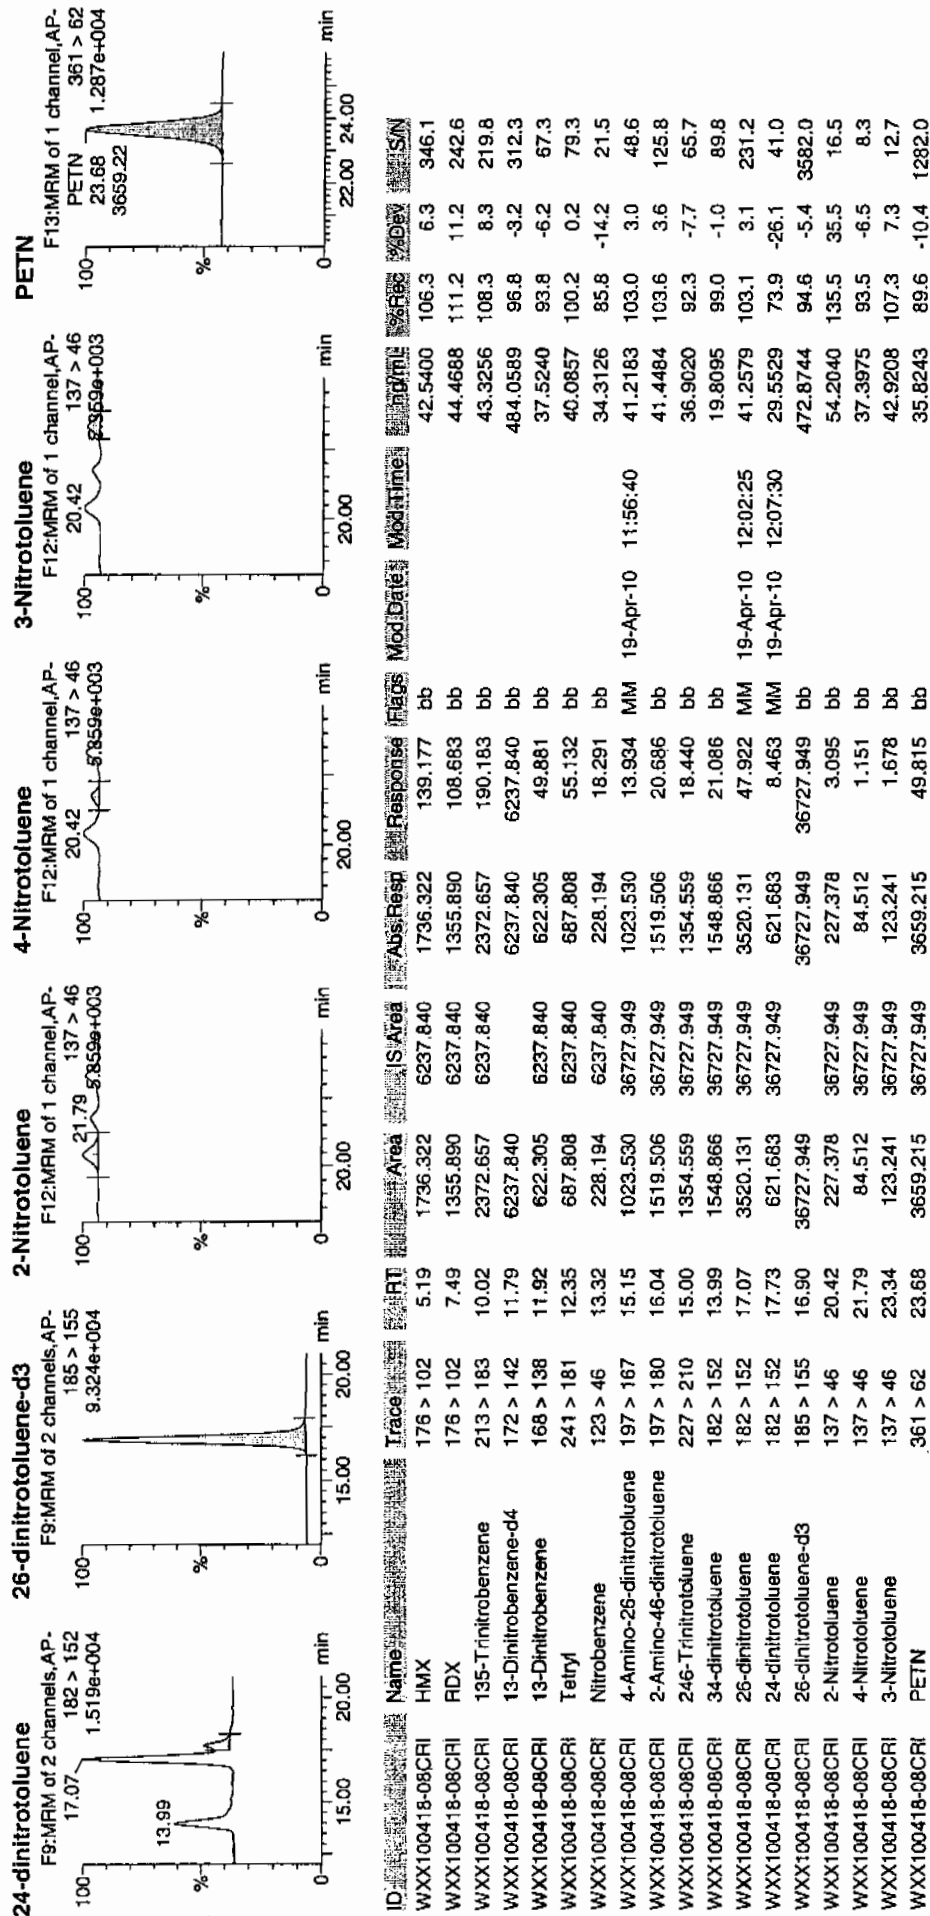 24-dinitrotoluene
F9:MRM of 2 channels,AP-
182 > 152
1.519e+004
17.07
13.99
100
%
0
15.00
20.00
min
26-dinitrotoluene-d3
F9:MRM of 2 channels,AP-
185 > 155
9.324e+004
100
%
0
15.00
20.00
min
2-Nitrotoluene
F12:MRM of 1 channel,AP-
137 > 46
5.859e+003
21.79
100
%
0
20.00
min
4-Nitrotoluene
F12:MRM of 1 channel,AP-
137 > 46
5.859e+003
20.42
100
%
0
20.00
min
3-Nitrotoluene
F12:MRM of 1 channel,AP-
137 > 46
20.42
100
%
0
20.00
min
PETN
F13:MRM of 1 channel,AP-
361 > 62
1.287e+004
PETN
23.68
3659.22
100
%
0
22.00
24.00
min
ID Name Trace RT Area IS Area Abs.Resp Response Flags Mod.Date Mod.Time ng/mL %Rec %Dev S/N
WXX100418-08CRI HMX 176 > 102 5.19 1736.322 6237.840 1736.322 139.177 bb 42.5400 106.3 6.3 346.1
WXX100418-08CRI RDX 176 > 102 7.49 1355.890 6237.840 1355.890 108.683 bb 44.4688 111.2 11.2 242.6
WXX100418-08CRI 135-Trinitrobenzene 213 > 183 10.02 2372.657 6237.840 2372.657 190.183 bb 43.3256 108.3 8.3 219.8
WXX100418-08CRI 13-Dinitrobenzene-d4 172 > 142 11.79 6237.840 6237.840 6237.840 bb 484.0589 96.8 -3.2 312.3
WXX100418-08CRI 13-Dinitrobenzene 168 > 138 11.92 622.305 6237.840 622.305 49.881 bb 37.5240 93.8 -6.2 67.3
WXX100418-08CRI Tetryl 241 > 181 12.35 687.808 6237.840 687.808 55.132 bb 40.0857 100.2 0.2 79.3
WXX100418-08CRI Nitrobenzene 123 > 46 13.32 228.194 6237.840 228.194 18.291 bb 34.3126 85.8 -14.2 21.5
WXX100418-08CRI 4-Amino-26-dinitrotoluene 197 > 167 15.15 1023.530 36727.949 1023.530 13.934 MM 19-Apr-10 11:56:40 41.2183 103.0 3.0 48.6
WXX100418-08CRI 2-Amino-46-dinitrotoluene 197 > 180 16.04 1519.506 36727.949 1519.506 20.686 bb 41.4484 103.6 3.6 125.8
WXX100418-08CRI 246-Trinitrotoluene 227 > 210 15.00 1354.559 36727.949 1354.559 18.440 bb 36.9020 92.3 -7.7 65.7
WXX100418-08CRI 34-dinitrotoluene 182 > 152 13.99 1548.866 36727.949 1548.866 21.086 bb 19.8095 99.0 -1.0 89.8
WXX100418-08CRI 26-dinitrotoluene 182 > 152 17.07 3520.131 36727.949 3520.131 47.922 MM 19-Apr-10 12:02:25 41.2579 103.1 3.1 231.2
WXX100418-08CRI 24-dinitrotoluene 182 > 152 17.73 621.683 36727.949 621.683 8.463 MM 19-Apr-10 12:07:30 29.5529 73.9 -26.1 41.0
WXX100418-08CRI 26-dinitrotoluene-d3 185 > 155 16.90 36727.949 36727.949 36727.949 bb 472.8744 94.6 -5.4 3582.0
WXX100418-08CRI 2-Nitrotoluene 137 > 46 20.42 227.378 36727.949 227.378 3.095 bb 54.2040 135.5 35.5 16.5
WXX100418-08CRI 4-Nitrotoluene 137 > 46 21.79 84.512 36727.949 84.512 1.151 bb 37.3975 93.5 -6.5 8.3
WXX100418-08CRI 3-Nitrotoluene 137 > 46 23.34 123.241 36727.949 123.241 1.678 bb 42.9208 107.3 7.3 12.7
WXX100418-08CRI PETN 361 > 62 23.68 3659.215 36727.949 3659.215 49.815 bb 35.8243 89.6 -10.4 1282.0